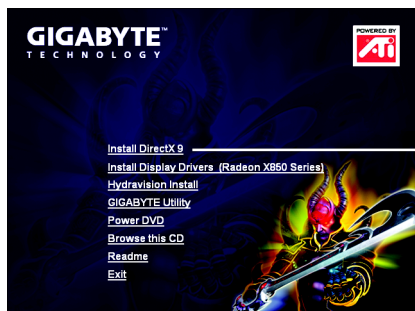 GIGABYTE™
TECHNOLOGY
POWERED BY
ATi
Install DirectX 9
Install Display Drivers (Radeon X850 Series)
Hydravision Install
GIGABYTE Utility
Power DVD
Browse this CD
Readme
Exit